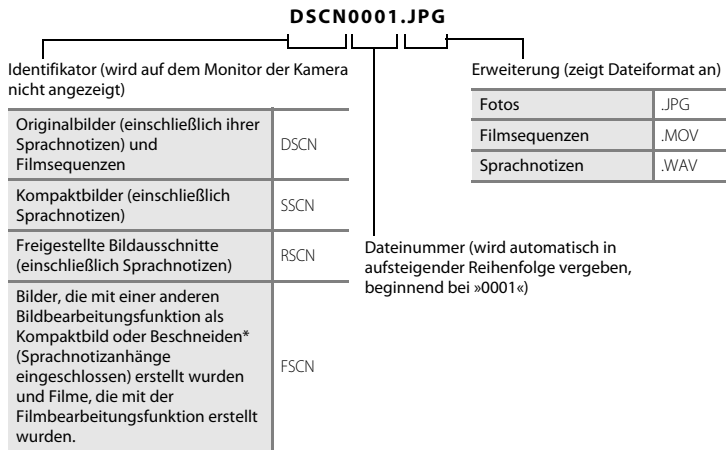 DSCN0001.JPG
Identifikator (wird auf dem Monitor der Kamera
nicht angezeigt)
Originalbilder (einschließlich ihrer
Sprachnotizen) und
Filmsequenzen
DSCN
Kompaktbilder (einschließlich
Sprachnotizen)
SSCN
Freigestellte Bildausschnitte
(einschließlich Sprachnotizen)
RSCN
Bilder, die mit einer anderen
Bildbearbeitungsfunktion als
Kompaktbild oder Beschneiden*
(Sprachnotizanhänge
eingeschlossen) erstellt wurden
und Filme, die mit der
Filmbearbeitungsfunktion erstellt
wurden.
FSCN
Dateinummer (wird automatisch in
aufsteigender Reihenfolge vergeben,
beginnend bei »0001«)
Erweiterung (zeigt Dateiformat an)
Fotos .JPG
Filmsequenzen .MOV
Sprachnotizen .WAV